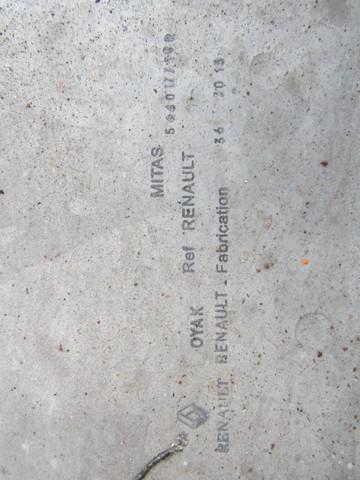 OYAK MITAS
Ref RENAULT
RENAULT RENAULT - Fabrication 36 2013